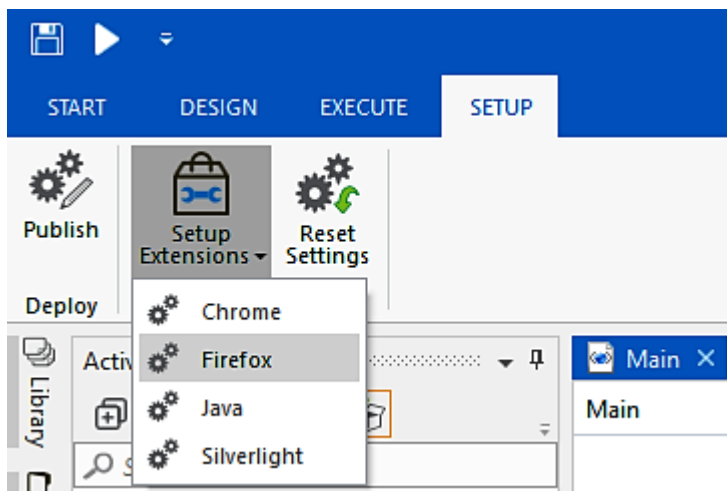 START DESIGN EXECUTE SETUP
Publish
Setup
Extensions
Reset
Settings
Deploy
Chrome
Firefox
Java
Silverlight
Library
Main
Main